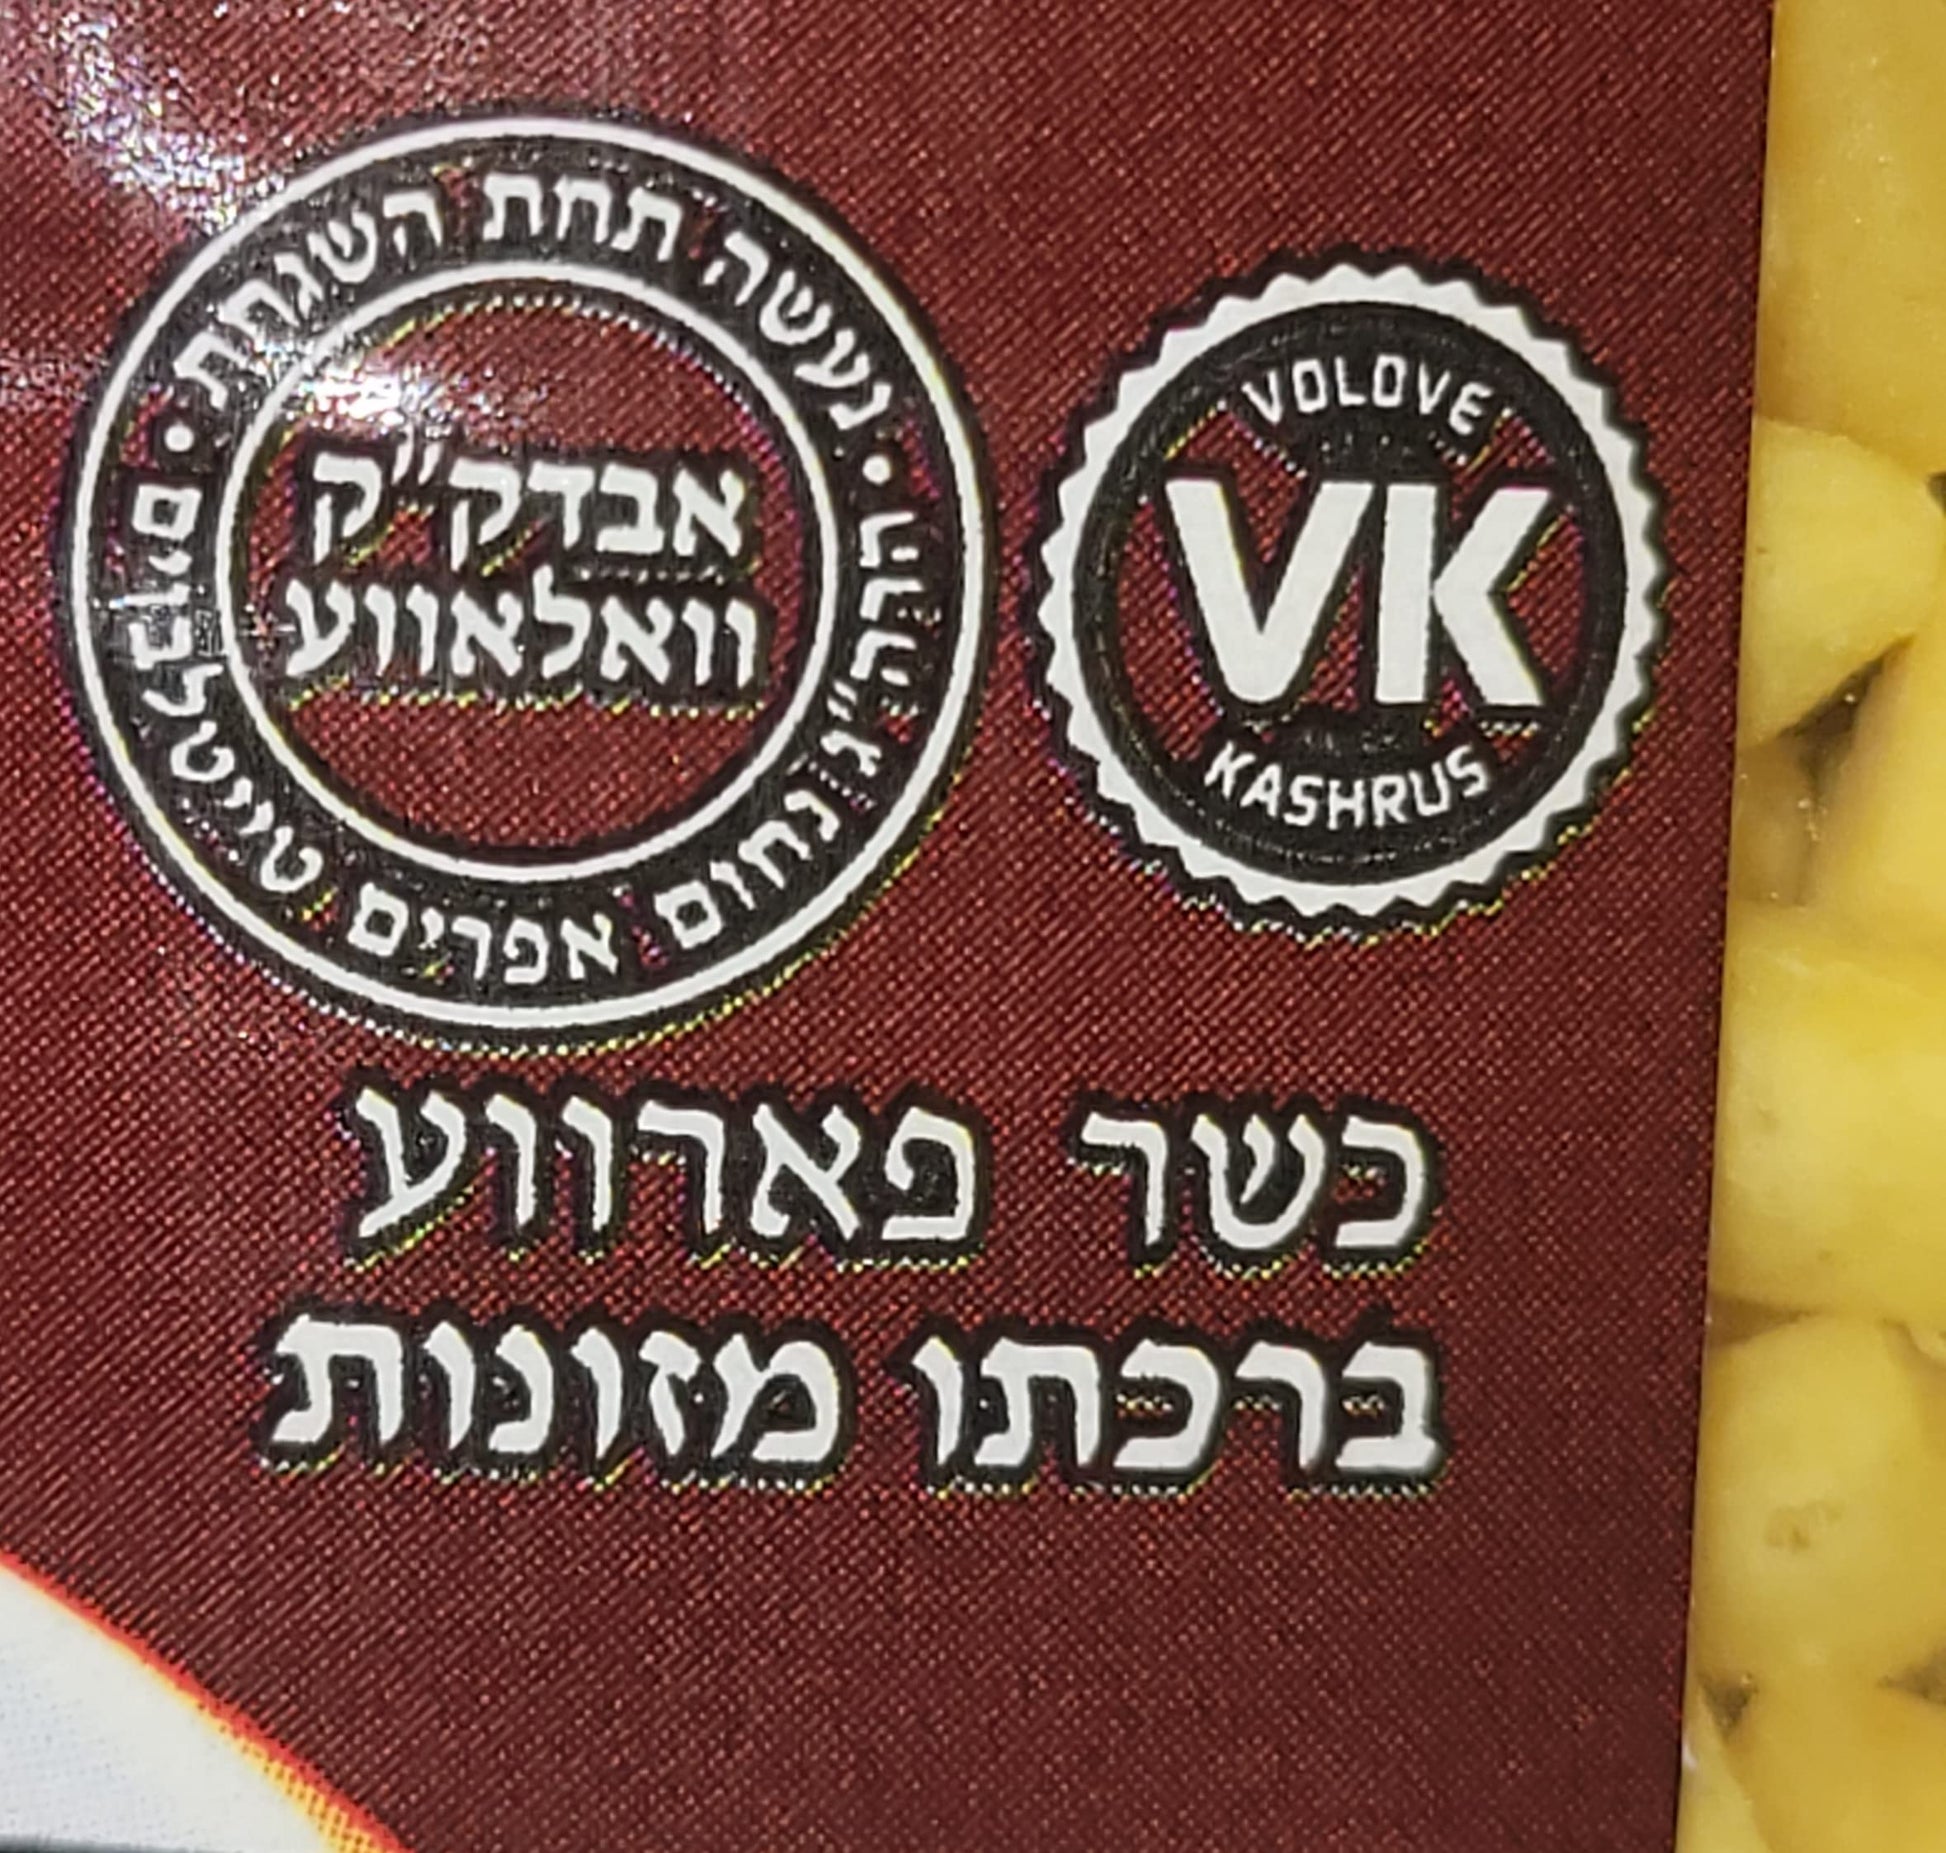 נעשה תחת השגחת
הרה"ג נחום אפרים טייטלבוים
אבדק"ק
וואלאווע
VOLOVE
VK
KASHRUS
כשר פארווע
ברכתו מזונות